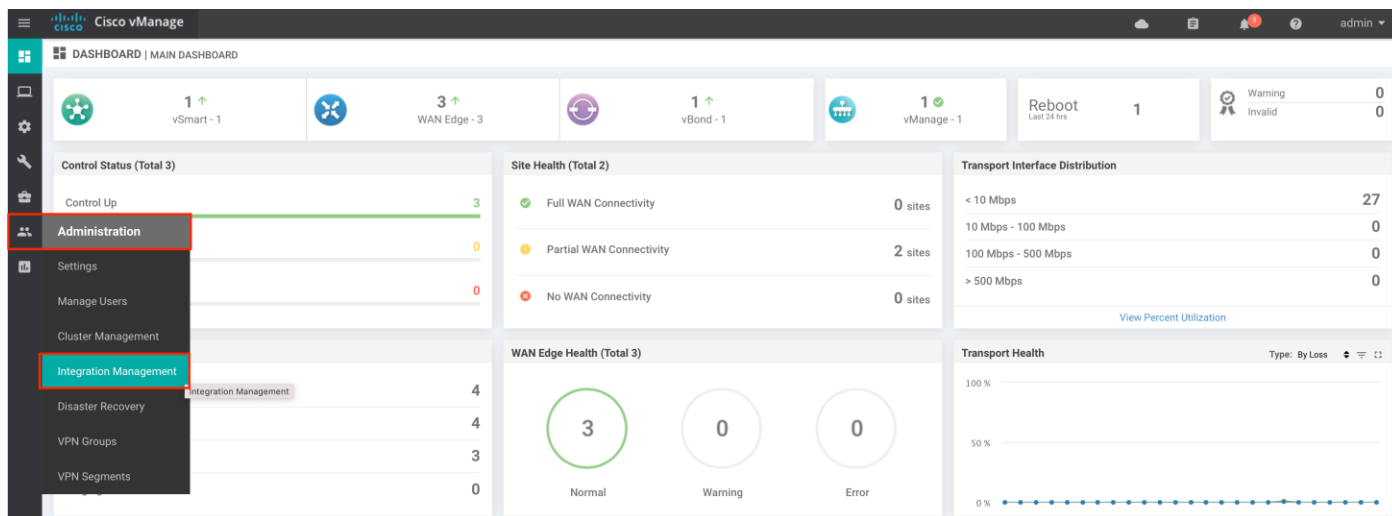 CISCO Cisco vManage 8 admin
DASHBOARD | MAIN DASHBOARD
1
vSmart - 1
3
WAN Edge - 3
1
vBond - 1
1
vManage - 1
Reboot
Last 24 hrs
1
Warning 0
Invalid 0
Control Status (Total 3)
Control Up 3
0
0
Administration
Settings
Manage Users
Cluster Management
Integration Management
Integration Management
Disaster Recovery
VPN Groups
VPN Segments
4
4
3
0
Site Health (Total 2)
Full WAN Connectivity 0 sites
Partial WAN Connectivity 2 sites
No WAN Connectivity 0 sites
Transport Interface Distribution
< 10 Mbps 27
10 Mbps - 100 Mbps 0
100 Mbps - 500 Mbps 0
> 500 Mbps 0
View Percent Utilization
WAN Edge Health (Total 3)
3 0 0
Normal Warning Error
Transport Health Type: By Loss
100 %
50 %
0 %